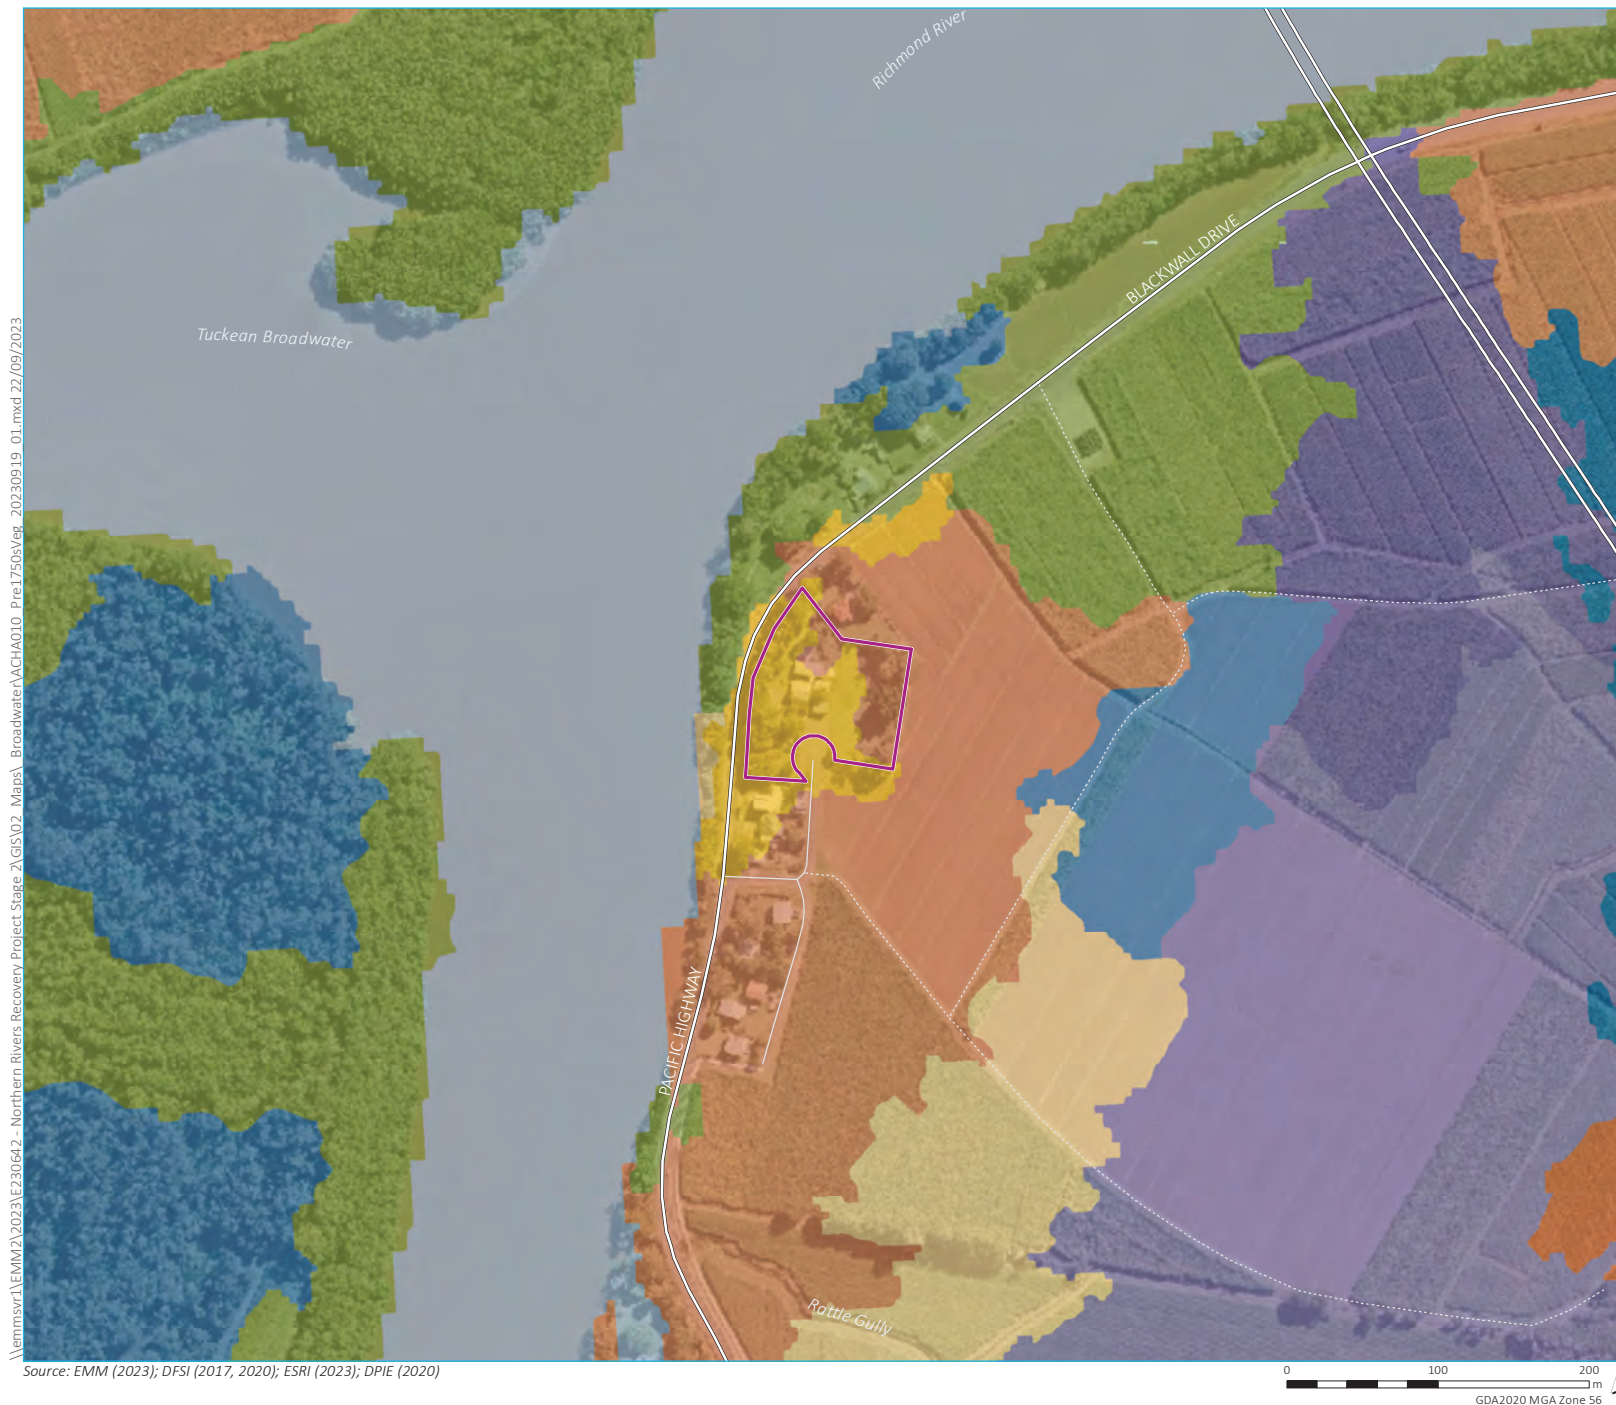 Richmond River
BLACKWALL DRIVE
Tuckean Broadwater
PACIFIC HIGHWAY
Rattle Gully
\\emmsvr1\EMM2\2023\E230642 - Northern Rivers Recovery Project Stage 2\GIS\02_Maps\_Broadwater\ACHA010_Pre1750sVeg_20230919_01.mxd 22/09/2023
Source: EMM (2023); DFSI (2017, 2020); ESRI (2023); DPIE (2020)
0 100 200
m
GDA2020 MGA Zone 56